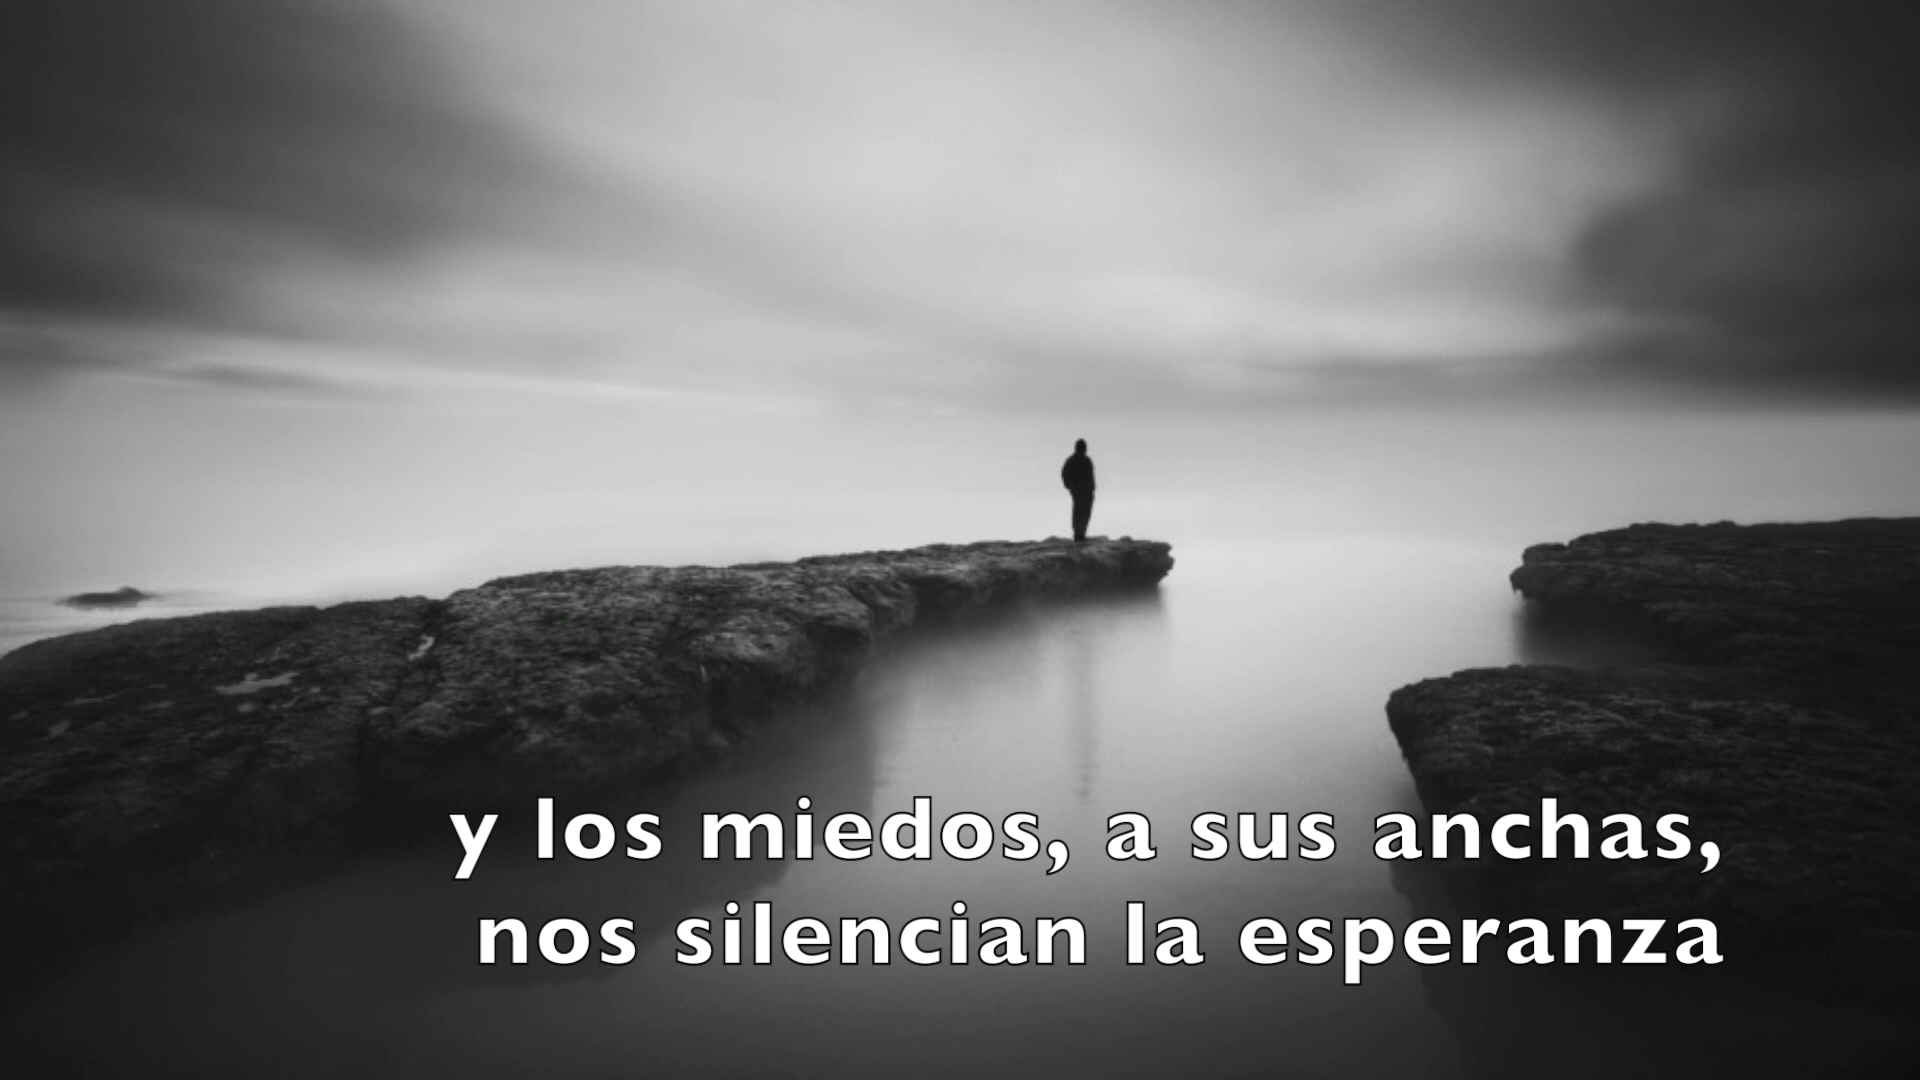 y los miedos, a sus anchas,
nos silencian la esperanza